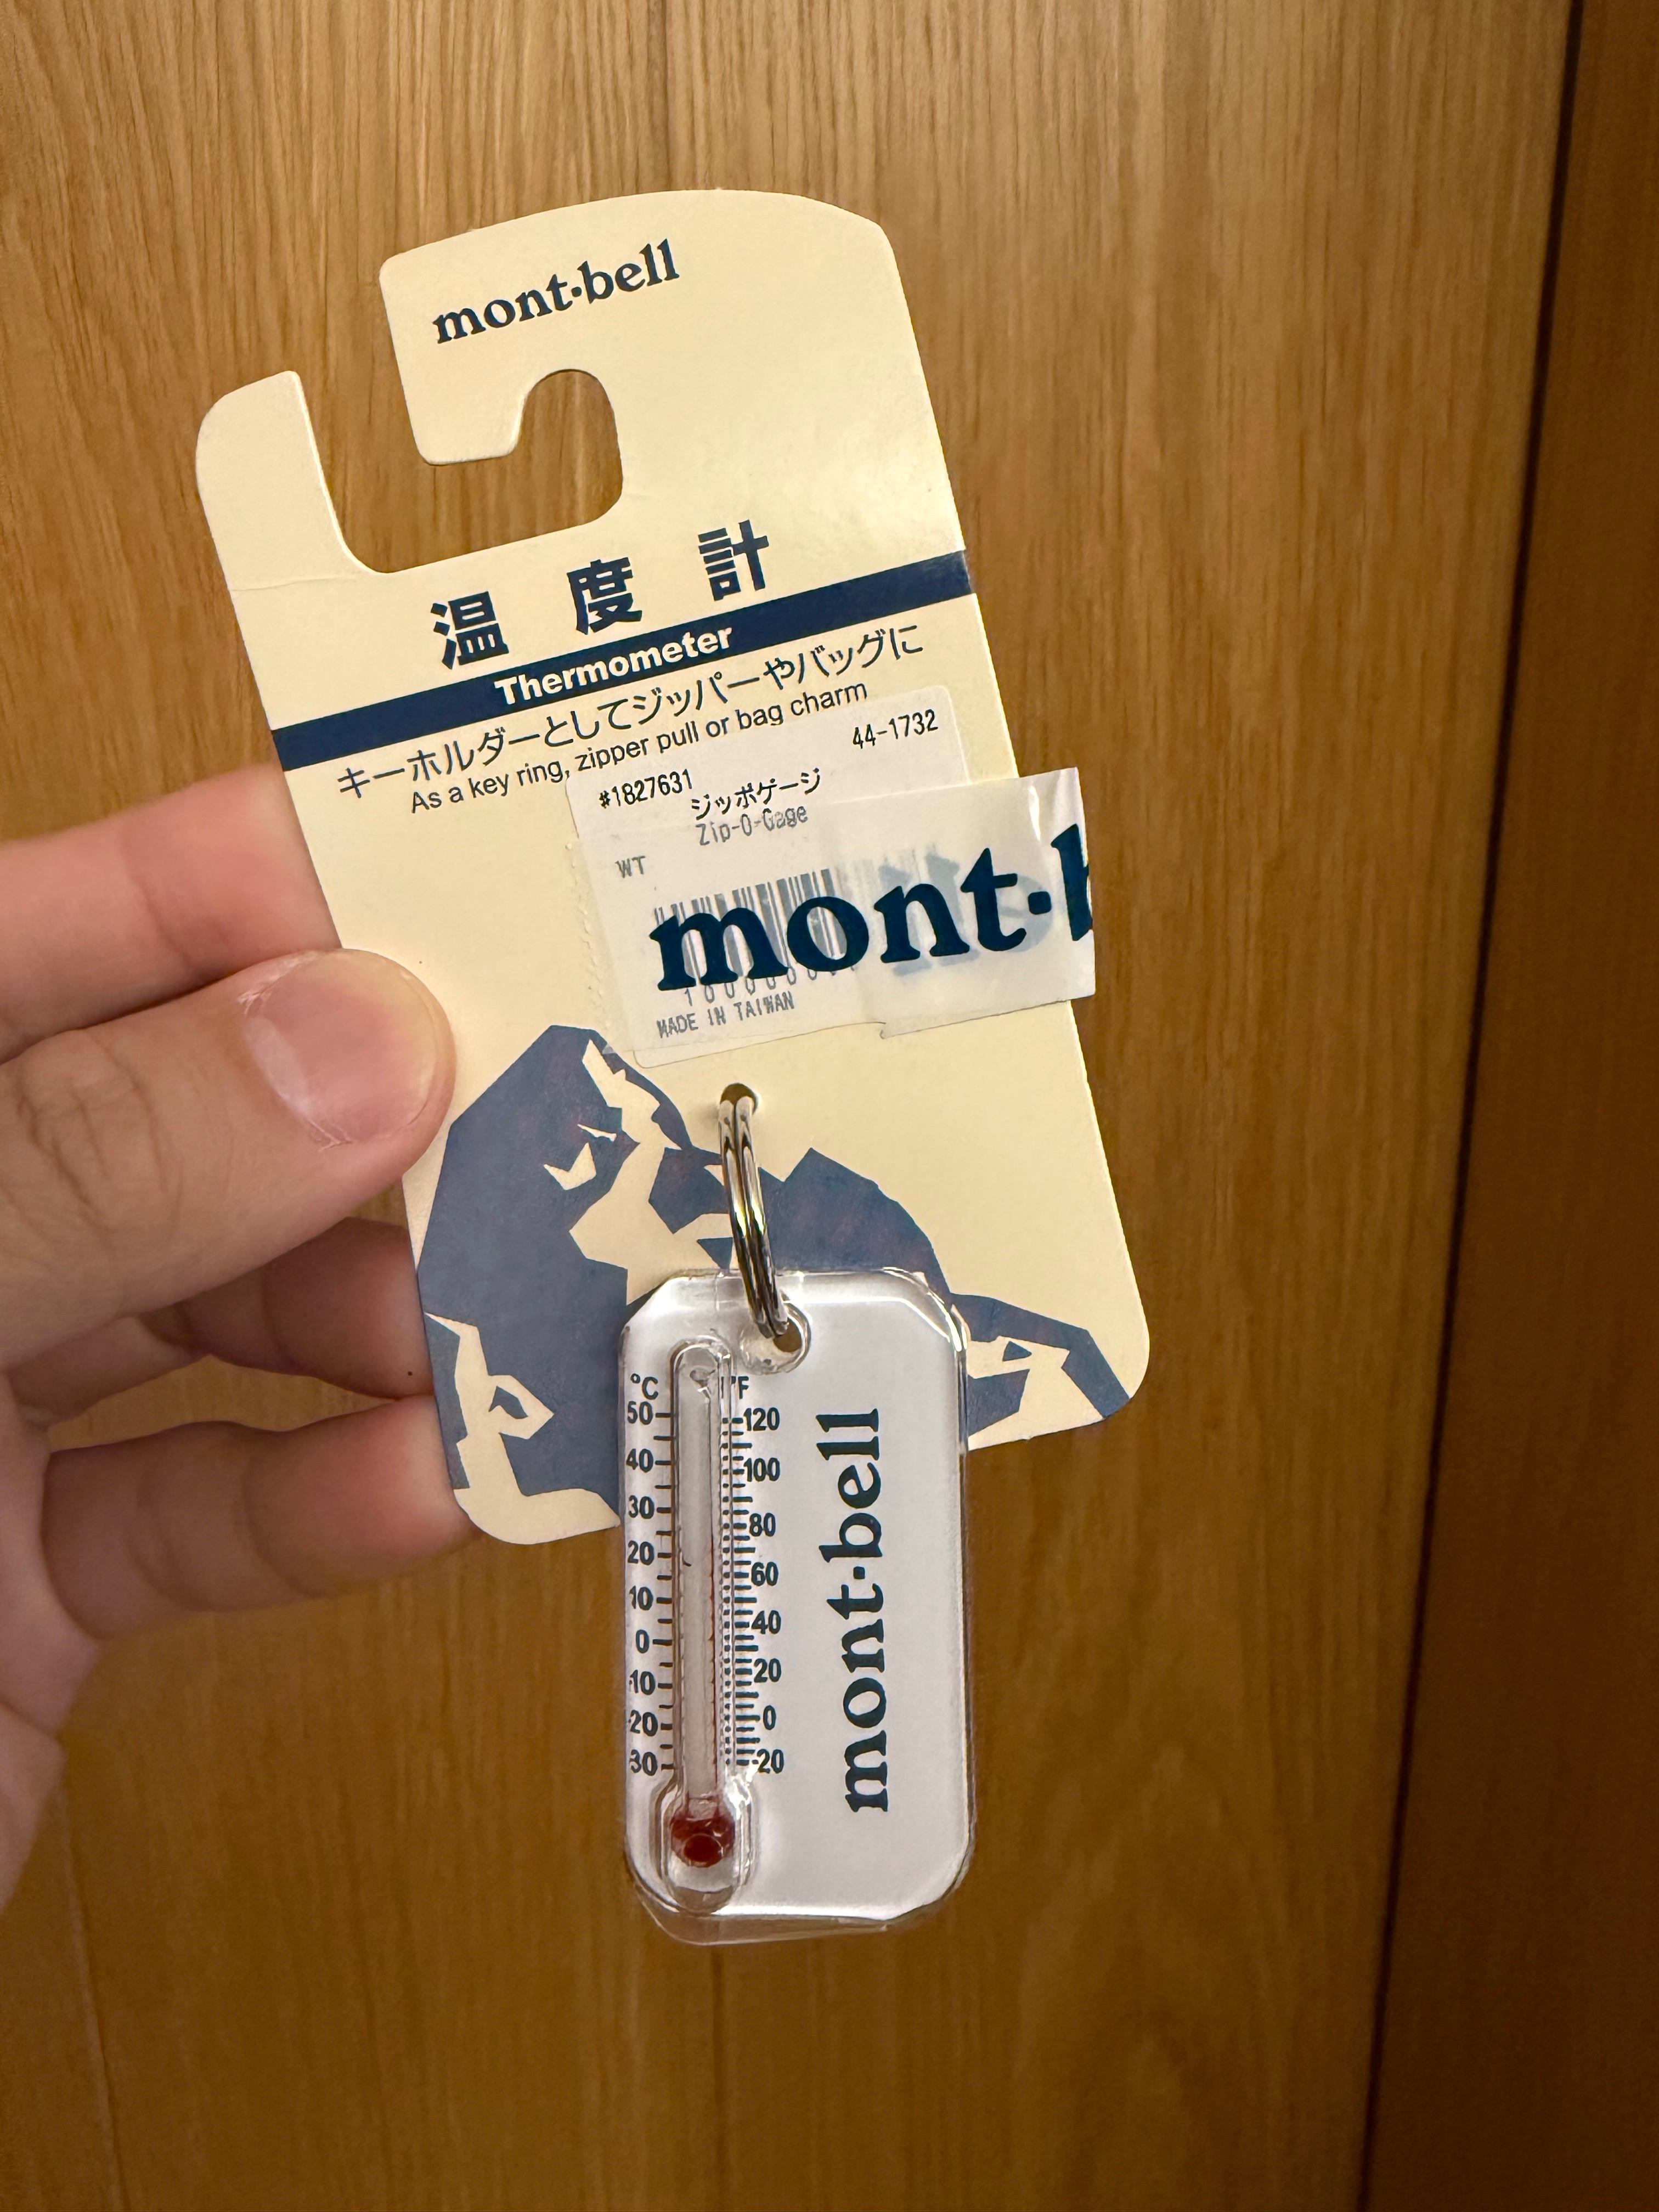 mont·bell
温度計
Thermometer
キーホルダーとしてジッパーやバッグに
As a key ring, zipper pull or bag charm
44-1732
#1827631
ジッポゲージ
Zip-O-Gage
WT
mont·b
MADE IN TAIWAN
°C °F
50 120
40 100
30 80
20 60
10 40
0 20
-10 0
-20 -20
-30
mont·bell